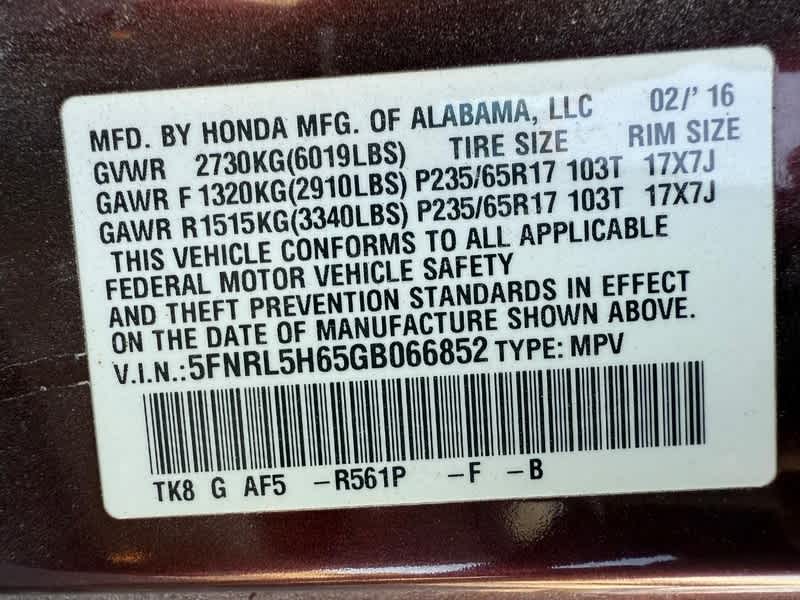 MFD. BY HONDA MFG. OF ALABAMA, LLC 02/' 16
GVWR 2730KG(6019LBS) TIRE SIZE RIM SIZE
GAWR F 1320KG(2910LBS) P235/65R17 103T 17X7J
GAWR R1515KG(3340LBS) P235/65R17 103T 17X7J
THIS VEHICLE CONFORMS TO ALL APPLICABLE
FEDERAL MOTOR VEHICLE SAFETY
AND THEFT PREVENTION STANDARDS IN EFFECT
ON THE DATE OF MANUFACTURE SHOWN ABOVE.
V.I.N.:5FNRL5H65GB066852 TYPE: MPV
TK8 G AF5 -R561P -F -B